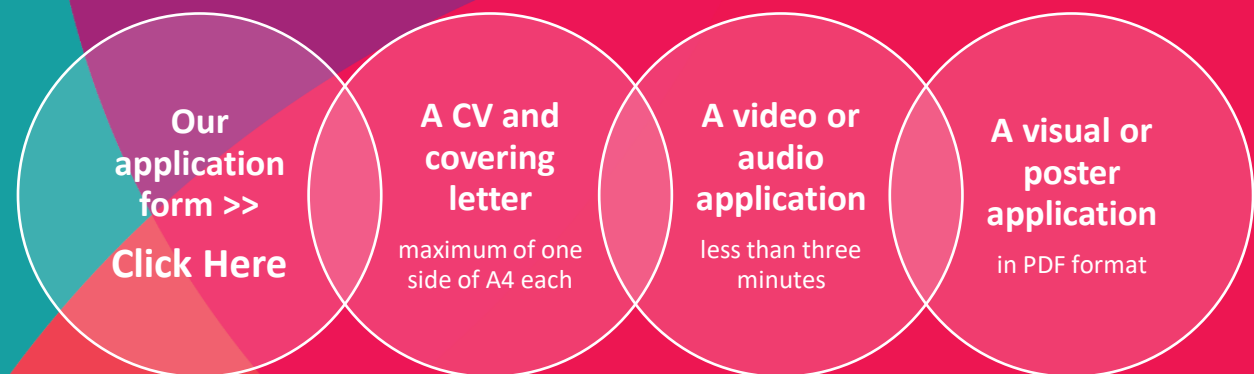 Our
application
form >>
Click Here
A CV and
covering
letter
maximum of one
side of A4 each
A video or
audio
application
less than three
minutes
A visual or
poster
application
in PDF format